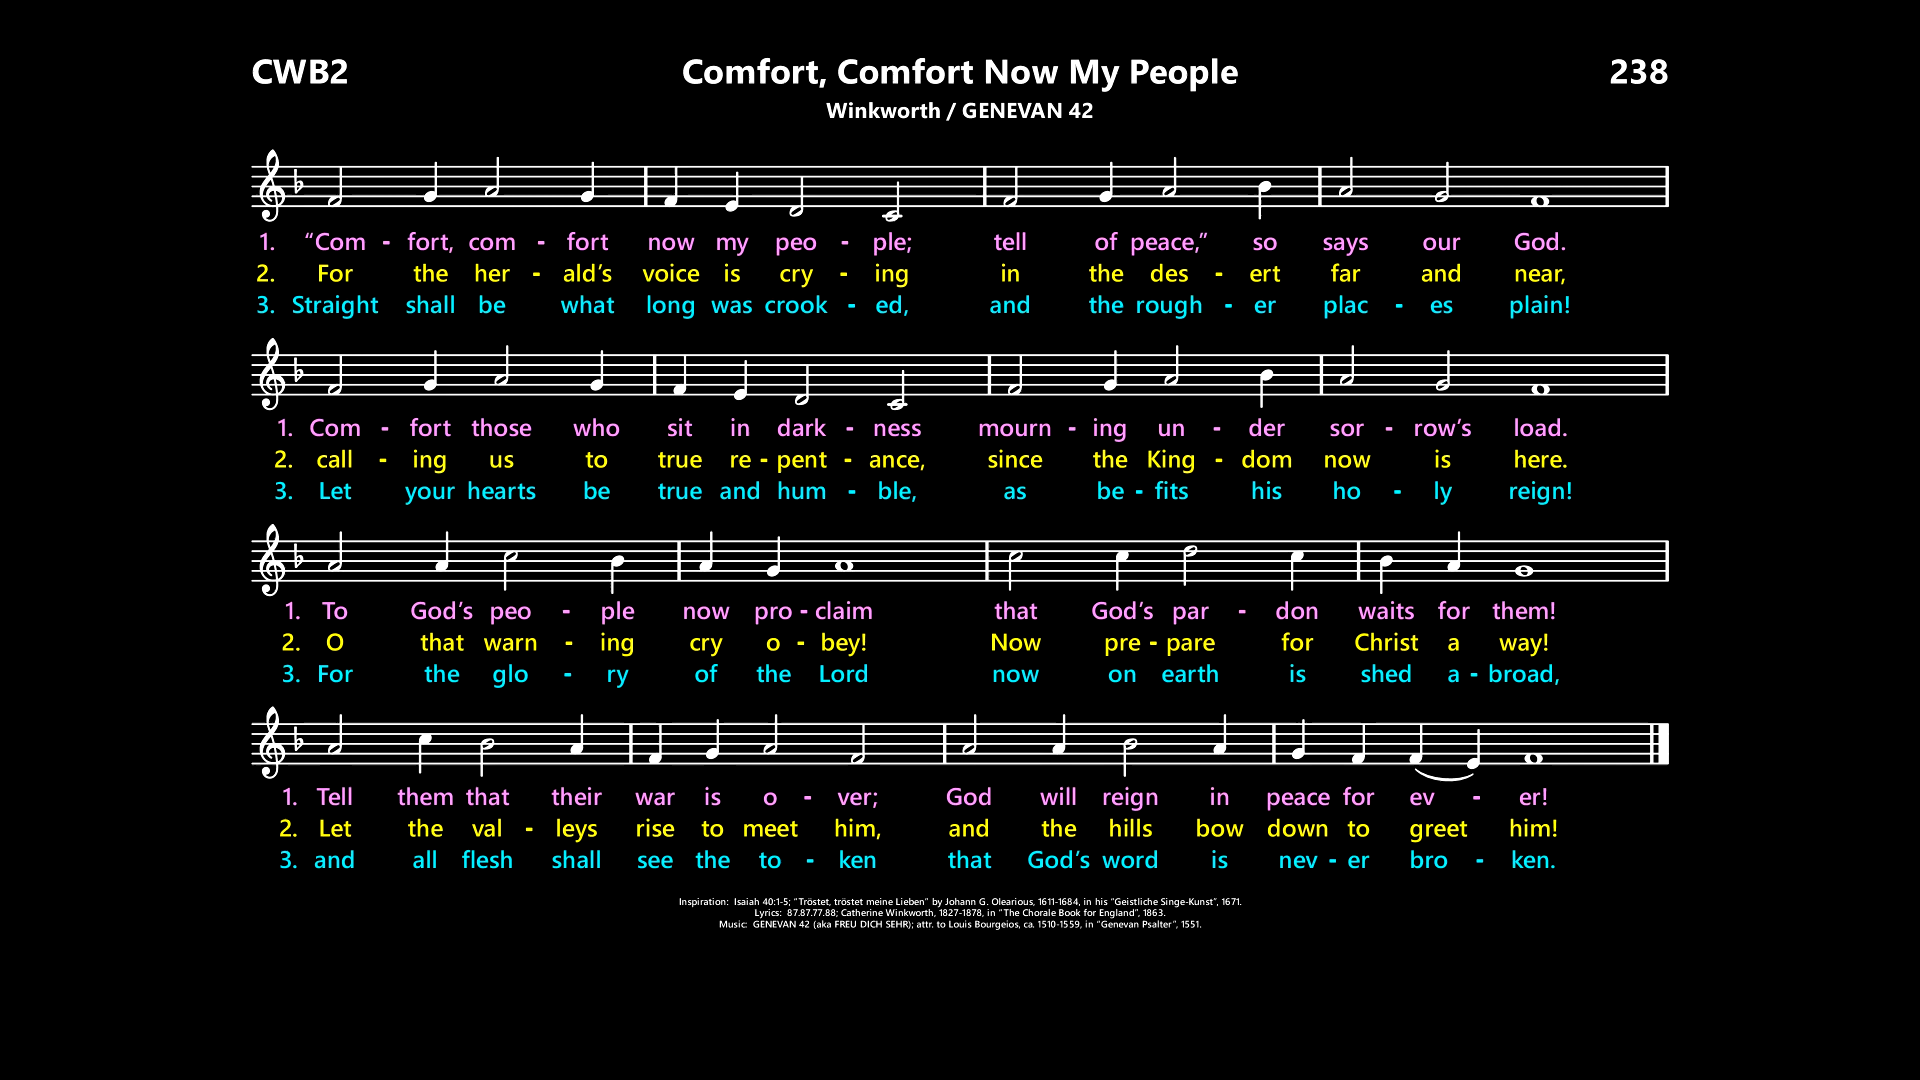 CWB2 Comfort, Comfort Now My People 238
Winkworth / GENEVAN 42
1. “Com - fort, com - fort now my peo - ple; tell of peace,” so says our God.
2. For the her - ald’s voice is cry - ing in the des - ert far and near,
3. Straight shall be what long was crook - ed, and the rough - er plac - es plain!
1. Com - fort those who sit in dark - ness mourn - ing un - der sor - row’s load.
2. call - ing us to true re - pent - ance, since the King - dom now is here.
3. Let your hearts be true and hum - ble, as be - fits his ho - ly reign!
1. To God’s peo - ple now pro - claim that God’s par - don waits for them!
2. O that warn - ing cry o - bey! Now pre - pare for Christ a way!
3. For the glo - ry of the Lord now on earth is shed a - broad,
1. Tell them that their war is o - ver; God will reign in peace for ev - er!
2. Let the val - leys rise to meet him, and the hills bow down to greet him!
3. and all flesh shall see the to - ken that God’s word is nev - er bro - ken.
Inspiration: Isaiah 40:1-5; “Tröstet, tröstet meine Lieben” by Johann G. Olearious, 1611-1684, in his “Geistliche Singe-Kunst”, 1671.
Lyrics: 87.87.77.88; Catherine Winkworth, 1827-1878, in “The Chorale Book for England”, 1863.
Music: GENEVAN 42 (aka FREU DICH SEHR); attr. to Louis Bourgeios, ca. 1510-1559, in “Genevan Psalter”, 1551.